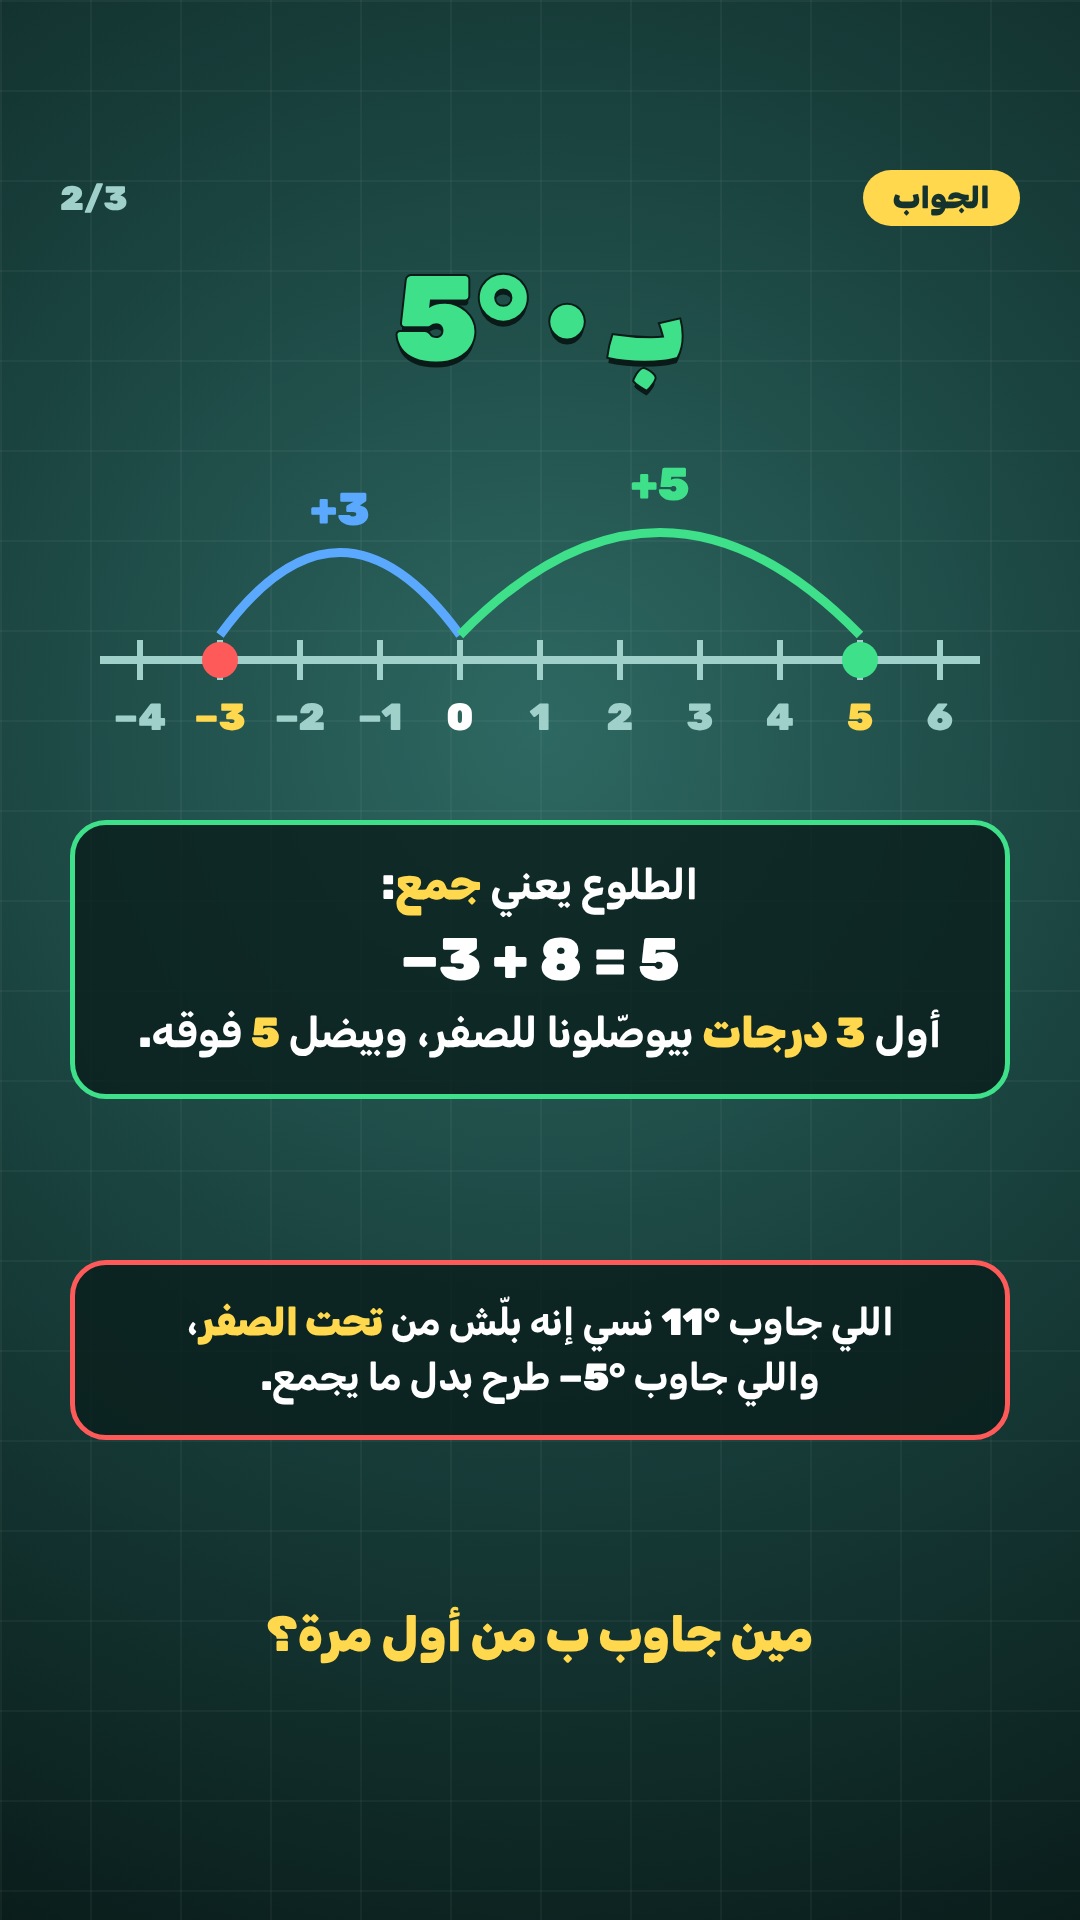 الجواب
2/3
ب • 5°
+3
+5
−4 −3 −2 −1 0 1 2 3 4 5 6
الطلوع يعني جمع:
−3 + 8 = 5
أول 3 درجات بيوصّلونا للصفر، وبيضل 5 فوقه.
اللي جاوب 11° نسي إنه بلّش من تحت الصفر،
واللي جاوب −5° طرح بدل ما يجمع.
مين جاوب ب من أول مرة؟